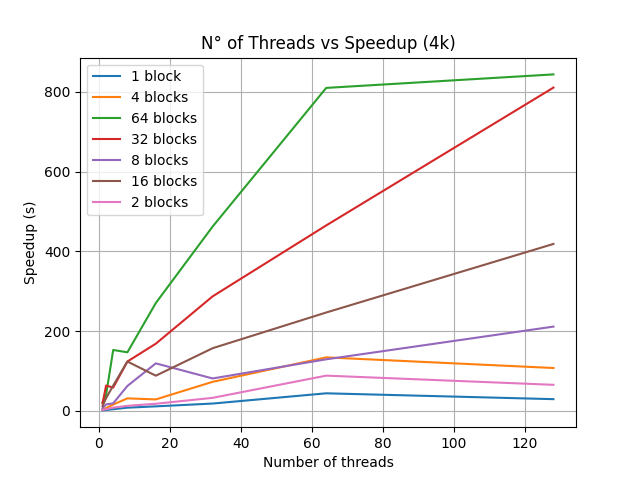 N° of Threads vs Speedup (4k)
1 block
4 blocks
64 blocks
32 blocks
8 blocks
16 blocks
2 blocks
Speedup (s)
800
600
400
200
0
0 20 40 60 80 100 120
Number of threads